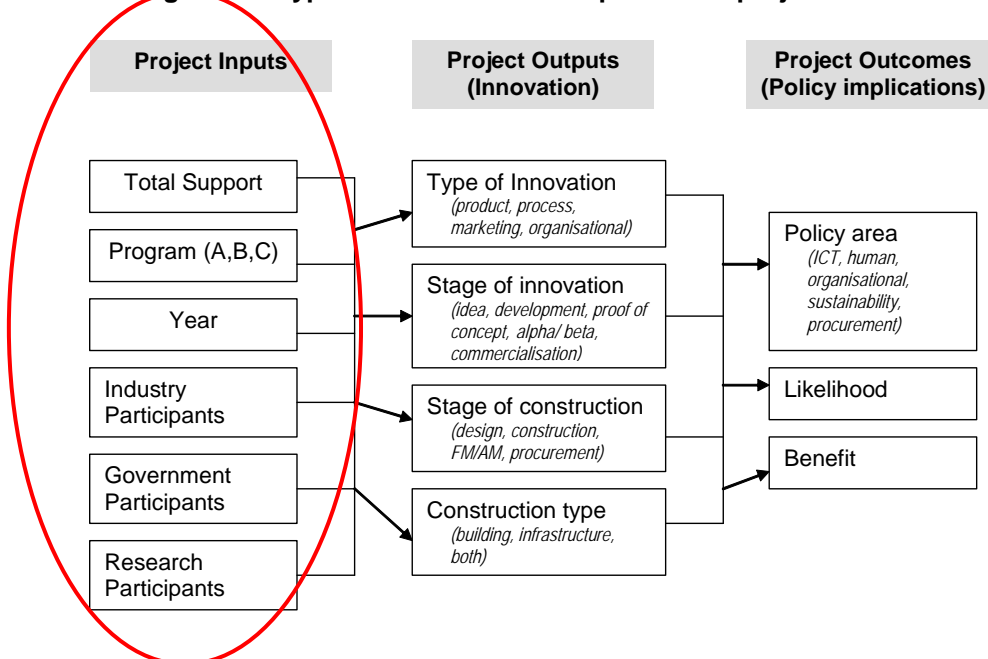 Project Inputs
Project Outputs
(Innovation)
Project Outcomes
(Policy implications)
Total Support
Program (A,B,C)
Year
Industry
Participants
Government
Participants
Research
Participants
Type of Innovation
(product, process,
marketing, organisational)
Stage of innovation
(idea, development, proof of
concept, alpha/ beta,
commercialisation)
Stage of construction
(design, construction,
FM/AM, procurement)
Construction type
(building, infrastructure,
both)
Policy area
(ICT, human,
organisational,
sustainability,
procurement)
Likelihood
Benefit